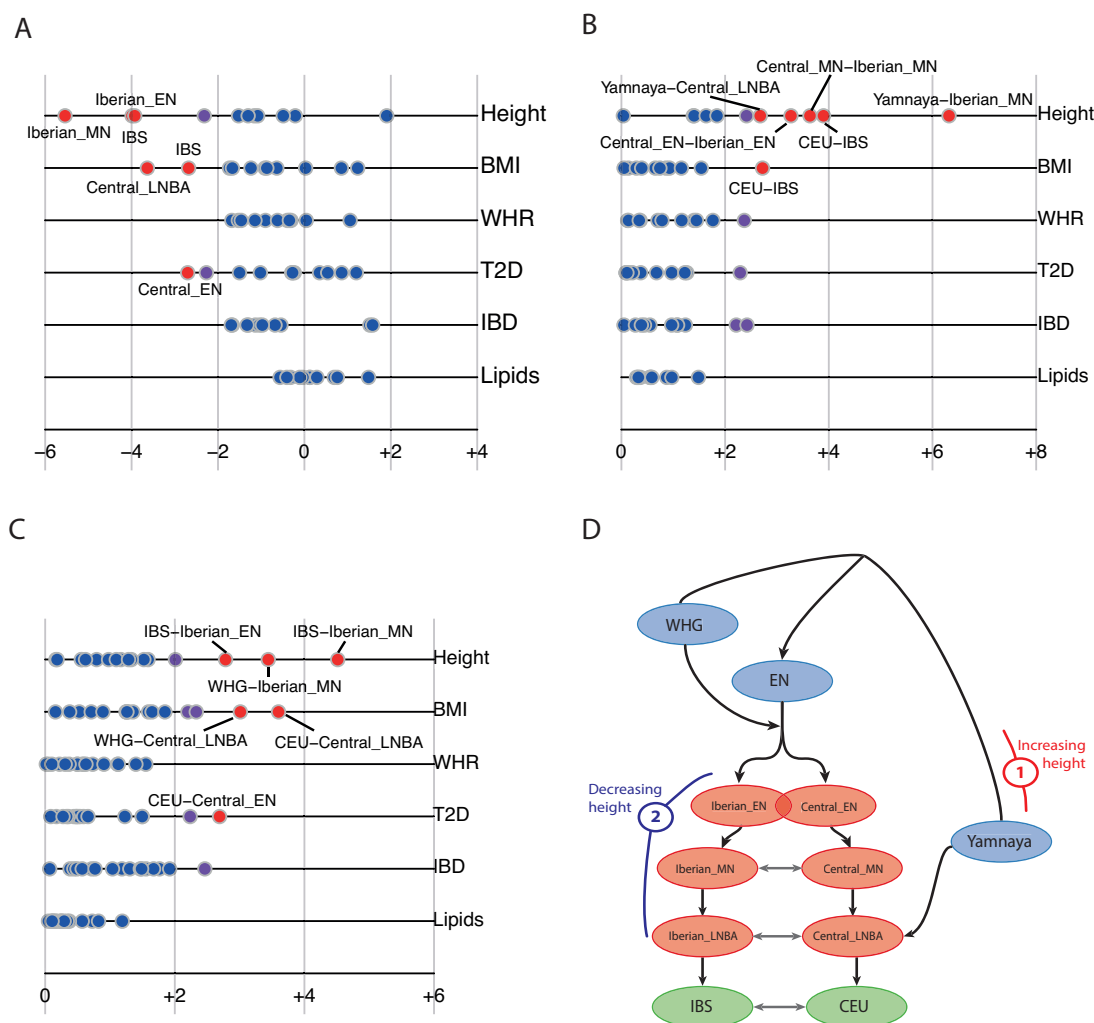 A
Iberian_EN
Height
Iberian_MN
IBS
IBS
BMI
Central_LNBA
WHR
T2D
Central_EN
IBD
Lipids
−6
−4
−2
0
+2
+4
B
Central_MN−Iberian_MN
Yamnaya−Central_LNBA
Yamnaya−Iberian_MN
Height
Central_EN−Iberian_EN
CEU−IBS
BMI
CEU−IBS
WHR
T2D
IBD
Lipids
0
+2
+4
+6
+8
C
IBS−Iberian_EN
IBS−Iberian_MN
Height
WHG−Iberian_MN
BMI
WHG−Central_LNBA
CEU−Central_LNBA
WHR
CEU−Central_EN
T2D
IBD
Lipids
0
+2
+4
+6
D
WHG
EN
Increasing
height
1
Decreasing
height
2
Iberian_EN
Central_EN
Yamnaya
Iberian_MN
Central_MN
Iberian_LNBA
Central_LNBA
IBS
CEU